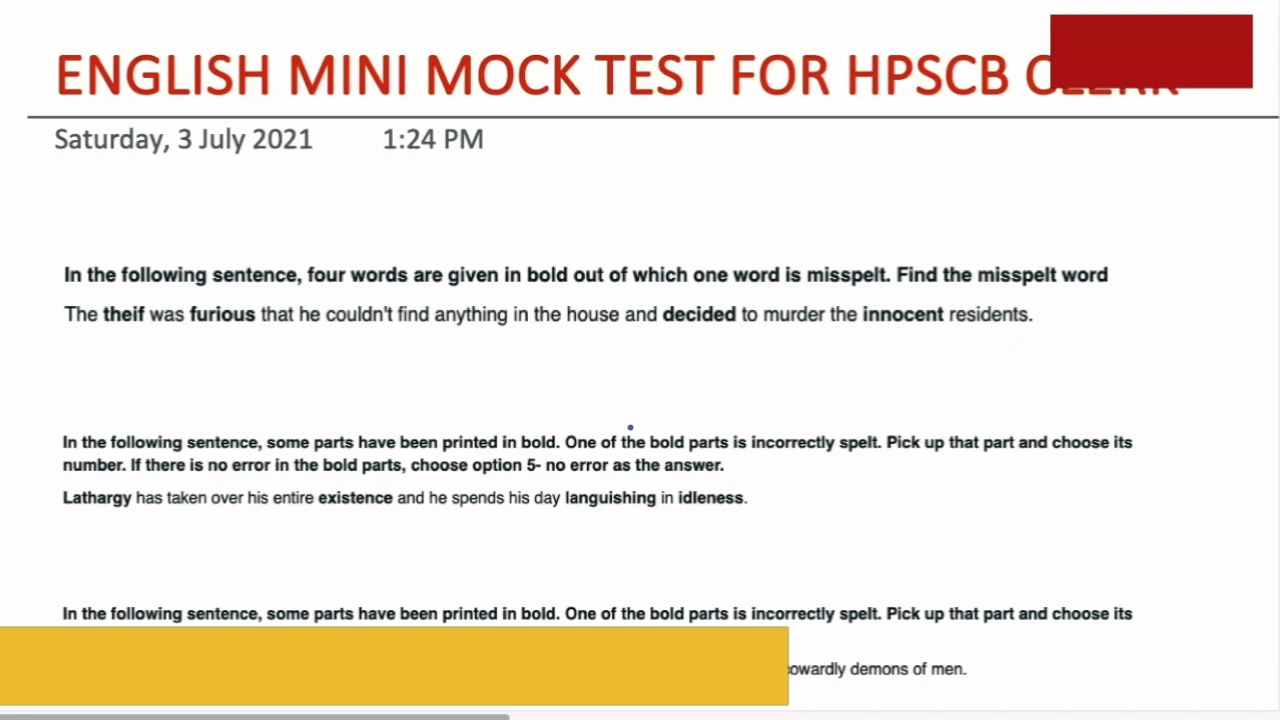 ENGLISH MINI MOCK TEST FOR HPSCB
Saturday, 3 July 2021 1:24 PM
In the following sentence, four words are given in bold out of which one word is misspelt. Find the misspelt word
The theif was furious that he couldn't find anything in the house and decided to murder the innocent residents.
In the following sentence, some parts have been printed in bold. One of the bold parts is incorrectly spelt. Pick up that part and choose its
number. If there is no error in the bold parts, choose option 5- no error as the answer.
Lathargy has taken over his entire existence and he spends his day languishing in idleness.
In the following sentence, some parts have been printed in bold. One of the bold parts is incorrectly spelt. Pick up that part and choose its
demons of men.